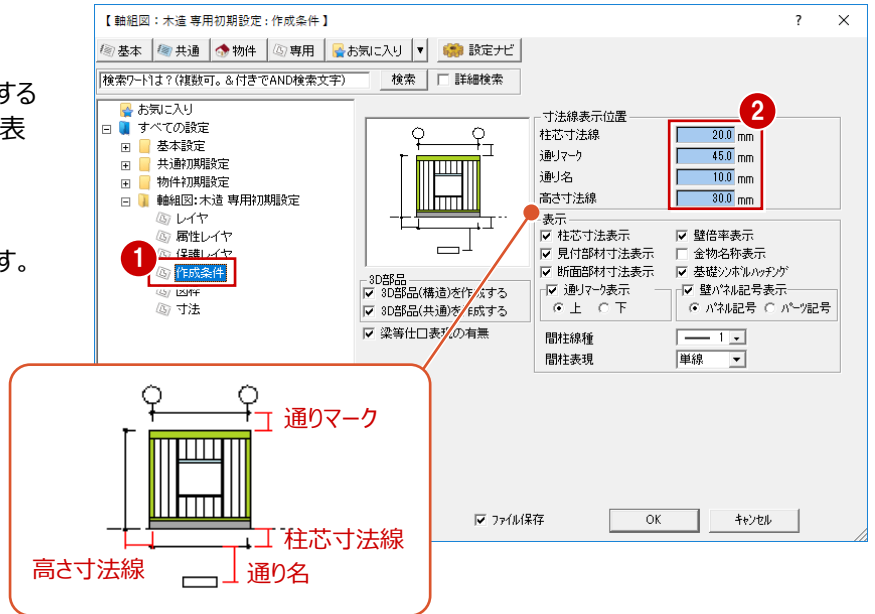 【 軸組図：木造 専用初期設定 : 作成条件 】 ? ×
基本 共通 物件 専用 お気に入り ▼ 設定ナビ
検索ワードは？(複数可。＆付きでAND検索文字) 検索 詳細検索
する
表
す。
お気に入り
すべての設定
基本設定
共通初期設定
物件初期設定
軸組図:木造 専用初期設定
レイヤ
属性レイヤ
保護レイヤ
1
作成条件
図枠
寸法
3D部品
3D部品(構造)を作成する
3D部品(共通)を作成する
梁等仕口表現の有無
2
寸法線表示位置
柱芯寸法線 20.0 mm
通りマーク 45.0 mm
通り名 10.0 mm
高さ寸法線 30.0 mm
表示
柱芯寸法表示 壁倍率表示
見付部材寸法表示 金物名称表示
断面部材寸法表示 基礎シンボルハッチング
通りマーク表示 壁パネル記号表示
上 下 パネル記号 パーツ記号
間柱線種 1
間柱表現 単線
通りマーク
柱芯寸法線
高さ寸法線 通り名
ファイル保存 OK キャンセル